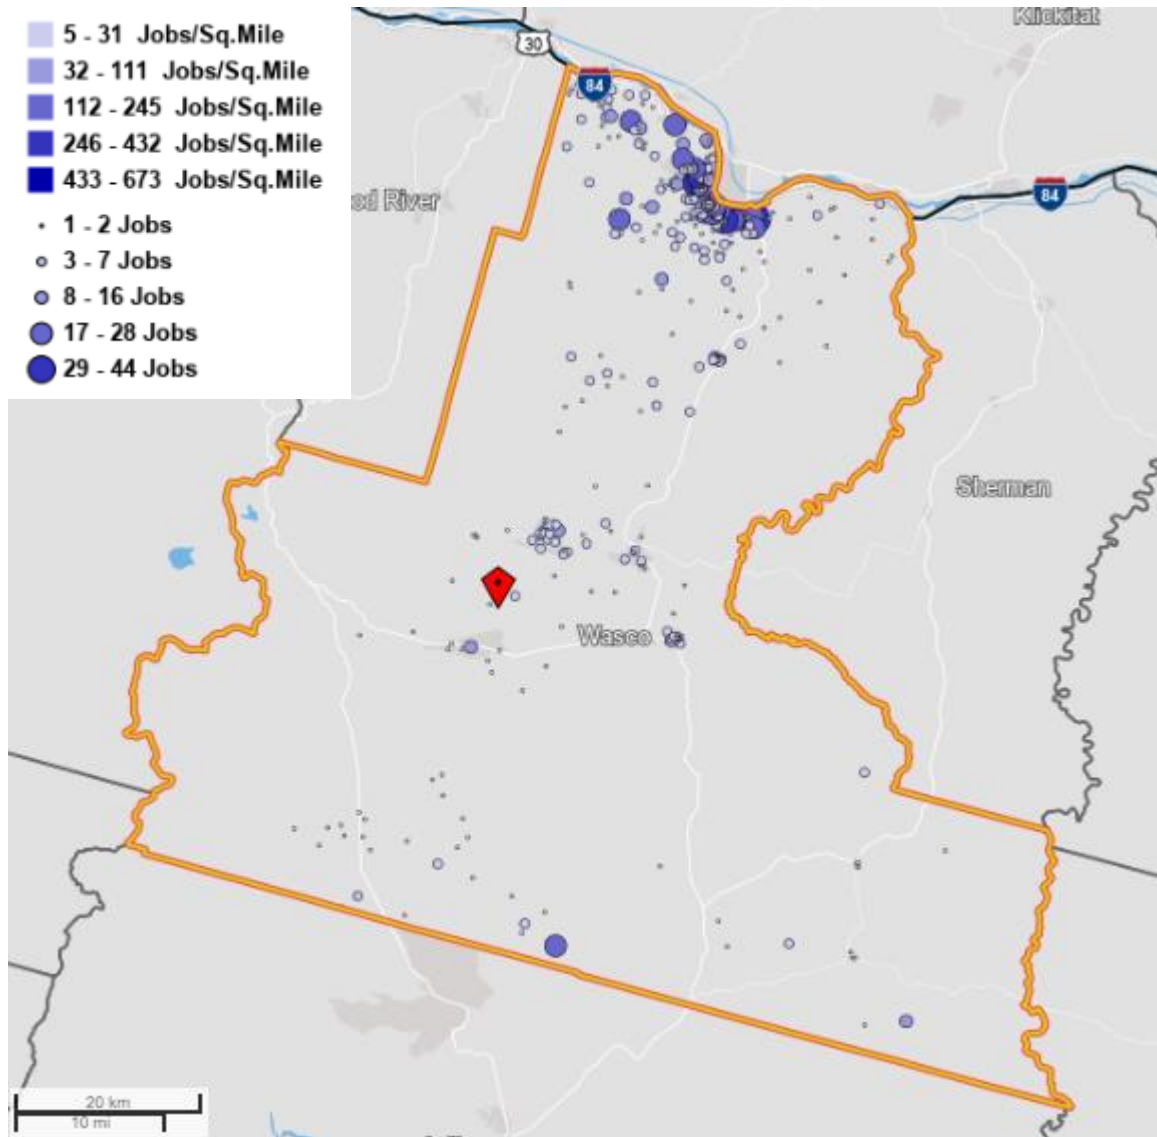 5 - 31 Jobs/Sq.Mile
32 - 111 Jobs/Sq.Mile
112 - 245 Jobs/Sq.Mile
246 - 432 Jobs/Sq.Mile
433 - 673 Jobs/Sq.Mile
1 - 2 Jobs
3 - 7 Jobs
8 - 16 Jobs
17 - 28 Jobs
29 - 44 Jobs
Klickitat
30
84
84
od River
Sherman
Wasco
20 km
10 mi